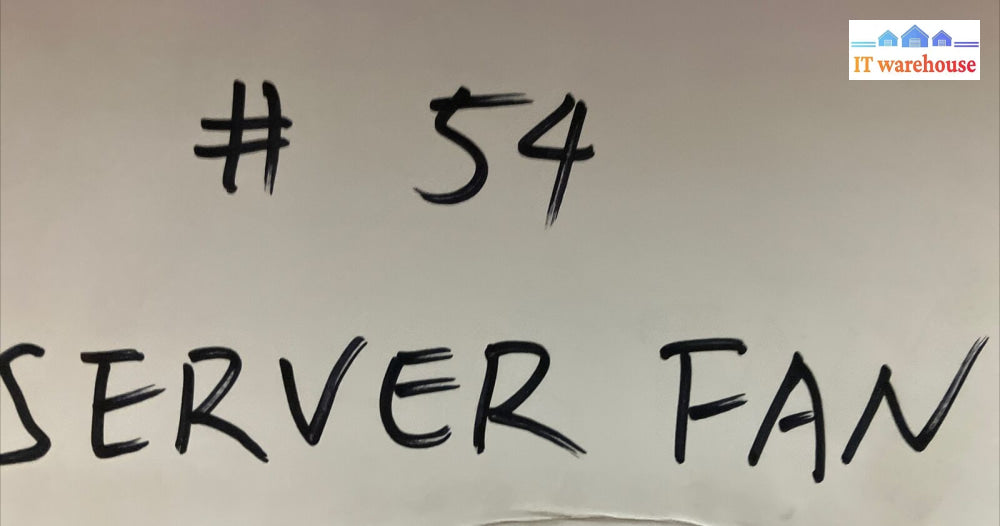 IT warehouse
# 54
SERVER FAN